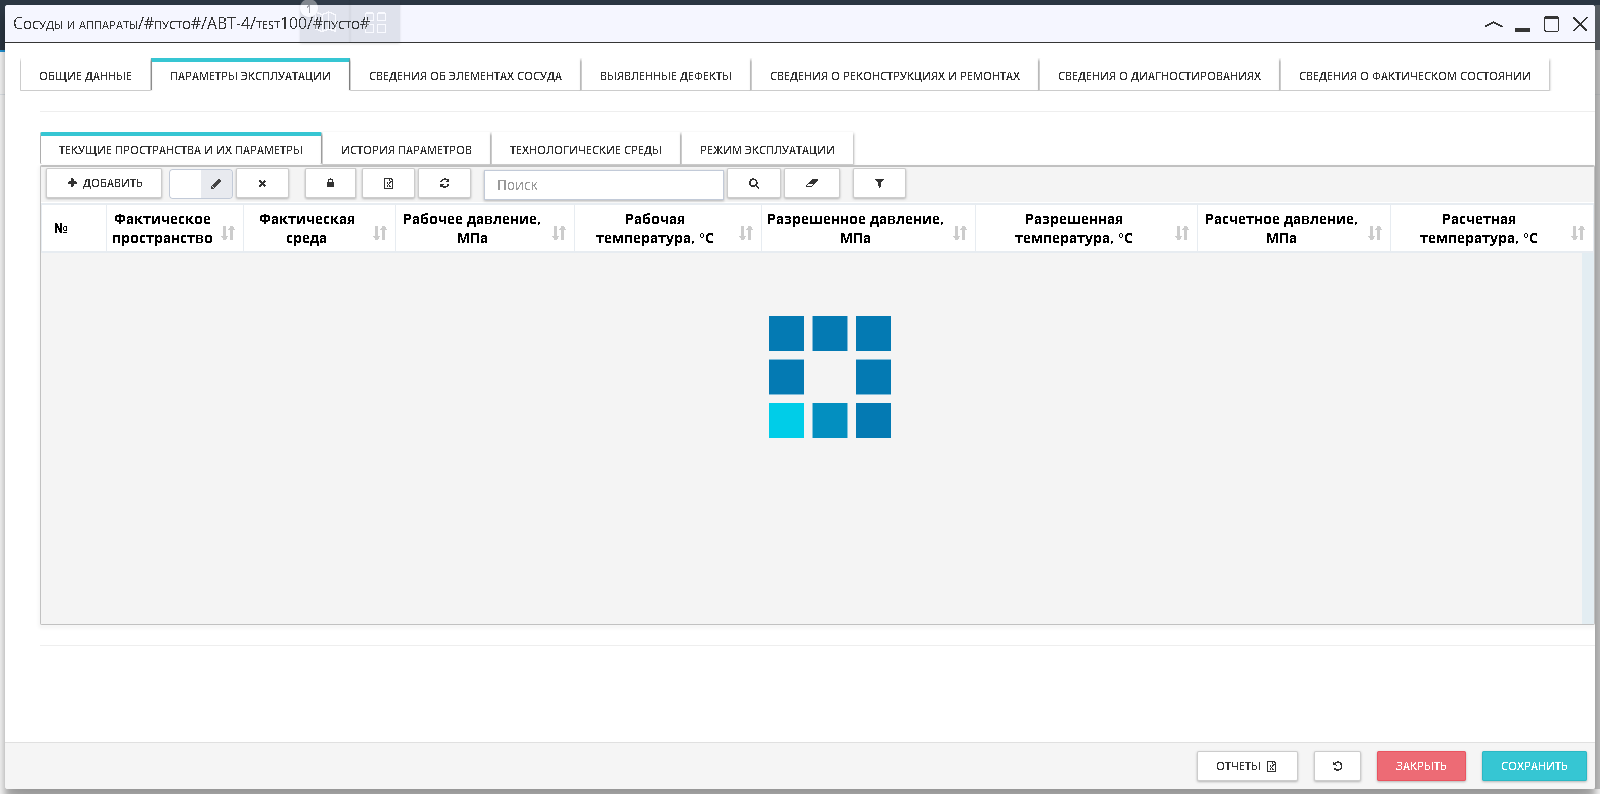 Сосуды и аппараты/#пусто#/АВТ-4/test100/#пусто#
1
ОБЩИЕ ДАННЫЕ
ПАРАМЕТРЫ ЭКСПЛУАТАЦИИ
СВЕДЕНИЯ ОБ ЭЛЕМЕНТАХ СОСУДА
ВЫЯВЛЕННЫЕ ДЕФЕКТЫ
СВЕДЕНИЯ О РЕКОНСТРУКЦИЯХ И РЕМОНТАХ
СВЕДЕНИЯ О ДИАГНОСТИРОВАНИЯХ
СВЕДЕНИЯ О ФАКТИЧЕСКОМ СОСТОЯНИИ
ТЕКУЩИЕ ПРОСТРАНСТВА И ИХ ПАРАМЕТРЫ
ИСТОРИЯ ПАРАМЕТРОВ
ТЕХНОЛОГИЧЕСКИЕ СРЕДЫ
РЕЖИМ ЭКСПЛУАТАЦИИ
ДОБАВИТЬ
Поиск
№
Фактическое
пространство
Фактическая
среда
Рабочее давление,
МПа
Рабочая
температура, °С
Разрешенное давление,
МПа
Разрешенная
температура, °С
Расчетное давление,
МПа
Расчетная
температура, °С
ОТЧЕТЫ
ЗАКРЫТЬ
СОХРАНИТЬ